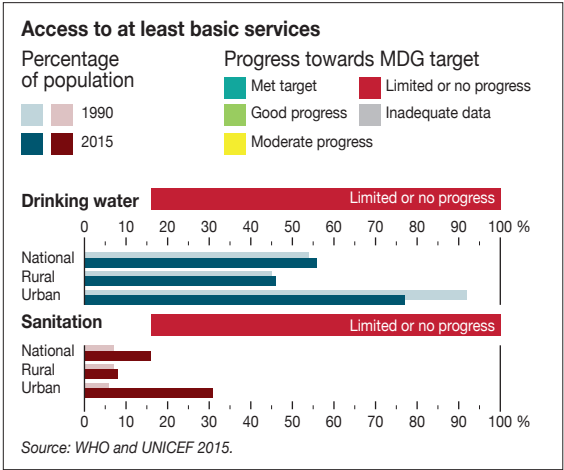 Access to at least basic services
Percentage
of population
1990
2015
Progress towards MDG target
Met target
Limited or no progress
Good progress
Inadequate data
Moderate progress
Drinking water
Limited or no progress
0 10 20 30 40 50 60 70 80 90 100 %
National
Rural
Urban
Sanitation
Limited or no progress
National
Rural
Urban
0 10 20 30 40 50 60 70 80 90 100 %
Source: WHO and UNICEF 2015.